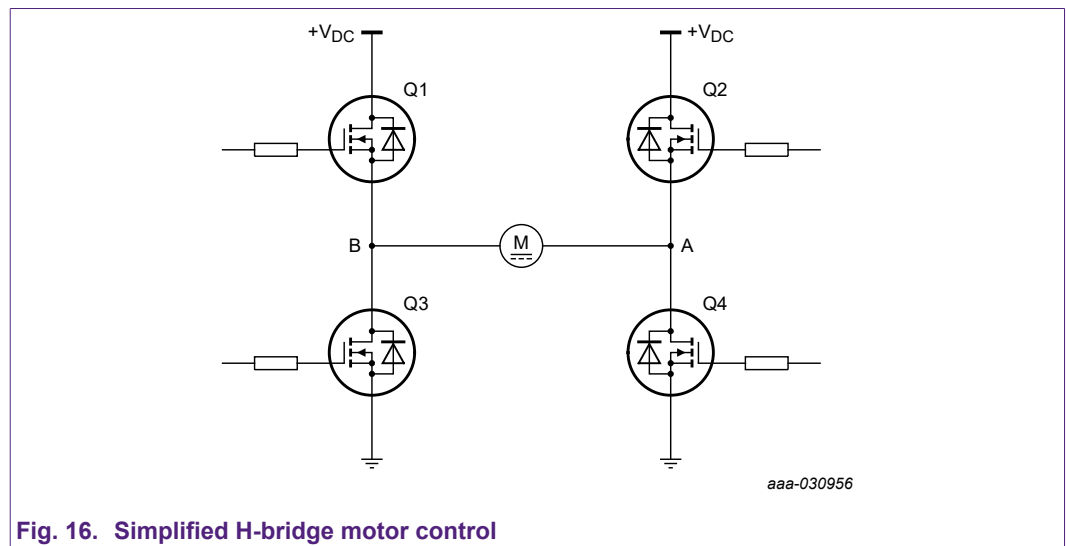 +VDC +VDC
Q1 Q2
B M A
Q3 Q4
aaa-030956
Fig. 16. Simplified H-bridge motor control